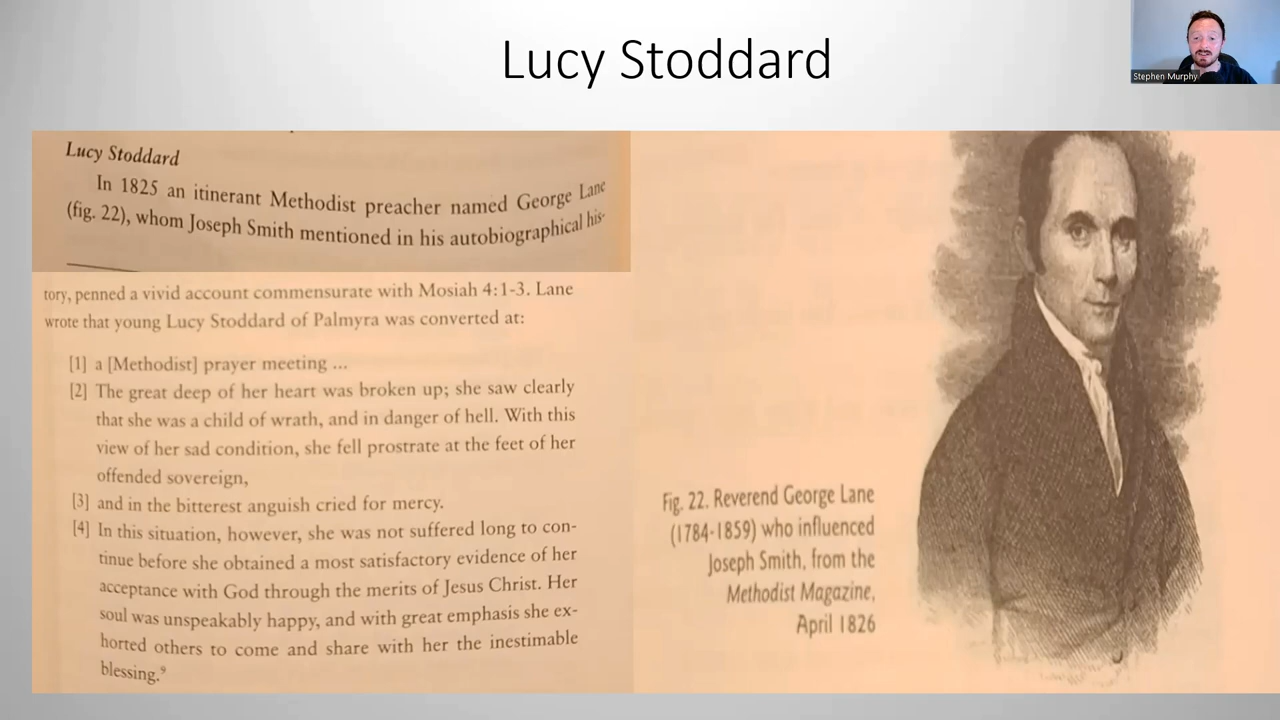 Lucy Stoddard
Stephen Murphy
Lucy Stoddard
In 1825 an itinerant Methodist preacher named George Lane
(fig. 22), whom Joseph Smith mentioned in his autobiographical his-
tory, penned a vivid account commensurate with Mosiah 4:1-3. Lane
wrote that young Lucy Stoddard of Palmyra was converted at:
[1] a [Methodist] prayer meeting ...
[2] The great deep of her heart was broken up; she saw clearly
that she was a child of wrath, and in danger of hell. With this
view of her sad condition, she fell prostrate at the feet of her
offended sovereign,
[3] and in the bitterest anguish cried for mercy.
[4] In this situation, however, she was not suffered long to con-
tinue before she obtained a most satisfactory evidence of her
acceptance with God through the merits of Jesus Christ. Her
soul was unspeakably happy, and with great emphasis she ex-
horted others to come and share with her the inestimable
blessing.⁹
Fig. 22. Reverend George Lane
(1784-1859) who influenced
Joseph Smith, from the
Methodist Magazine,
April 1826